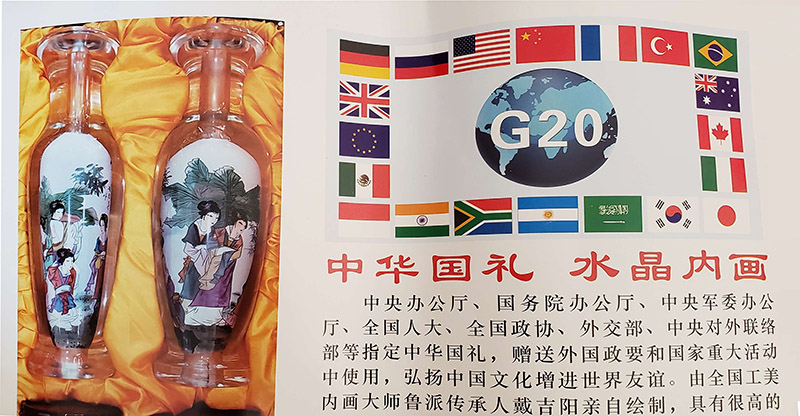 G20
中华国礼 水晶内画
中央办公厅、国务院办公厅、中央军委办公
厅、全国人大、全国政协、外交部、中央对外联络
部等指定中华国礼，赠送外国政要和国家重大活动
中使用，弘扬中国文化增进世界友谊。由全国工美
内画大师鲁派传承人戴吉阳亲自绘制，具有很高的